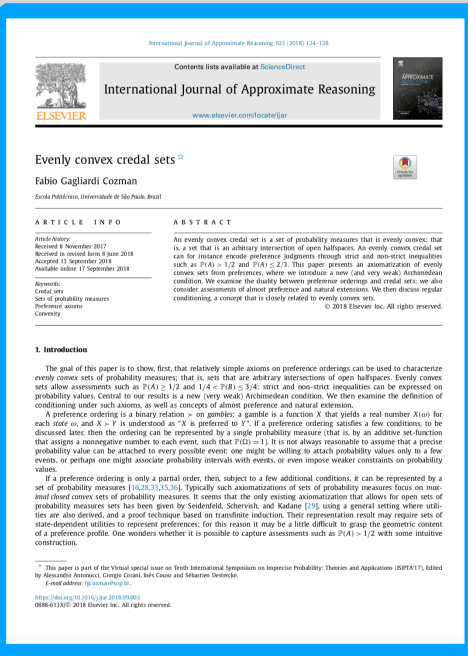 International Journal of Approximate Reasoning 103 (2018) 124–138
Contents lists available at ScienceDirect
International Journal of Approximate Reasoning
www.elsevier.com/locate/ijar
ELSEVIER
APPROXIMATE
Evenly convex credal sets ☆
Check for
updates
Fabio Gagliardi Cozman
Escola Politécnica, Universidade de São Paulo, Brazil
ARTICLE INFO
Article history:
Received 8 November 2017
Received in revised form 8 June 2018
Accepted 13 September 2018
Available online 17 September 2018
Keywords:
Credal sets
Sets of probability measures
Preference axioms
Convexity
ABSTRACT
An evenly convex credal set is a set of probability measures that is evenly convex; that
is, a set that is an arbitrary intersection of open halfspaces. An evenly convex credal set
can for instance encode preference judgments through strict and non-strict inequalities
such as ℙ(A) > 1/2 and ℙ(A) ≤ 2/3. This paper presents an axiomatization of evenly
convex sets from preferences, where we introduce a new (and very weak) Archimedean
condition. We examine the duality between preference orderings and credal sets; we also
consider assessments of almost preference and natural extensions. We then discuss regular
conditioning, a concept that is closely related to evenly convex sets.
© 2018 Elsevier Inc. All rights reserved.
1. Introduction
The goal of this paper is to show, first, that relatively simple axioms on preference orderings can be used to characterize
evenly convex sets of probability measures; that is, sets that are arbitrary intersections of open halfspaces. Evenly convex
sets allow assessments such as ℙ(A) ≥ 1/2 and 1/4 < ℙ(B) ≤ 3/4: strict and non-strict inequalities can be expressed on
probability values. Central to our results is a new (very weak) Archimedean condition. We then examine the definition of
conditioning under such axioms, as well as concepts of almost preference and natural extension.
A preference ordering is a binary relation ≻ on gambles; a gamble is a function X that yields a real number X(ω) for
each state ω, and X ≻ Y is understood as "X is preferred to Y". If a preference ordering satisfies a few conditions, to be
discussed later, then the ordering can be represented by a single probability measure (that is, by an additive set-function
that assigns a nonnegative number to each event, such that ℙ(Ω) = 1). It is not always reasonable to assume that a precise
probability value can be attached to every possible event: one might be willing to attach probability values only to a few
events, or perhaps one might associate probability intervals with events, or even impose weaker constraints on probability
values.
If a preference ordering is only a partial order, then, subject to a few additional conditions, it can be represented by a
set of probability measures [16,28,33,35,36]. Typically such axiomatizations of sets of probability measures focus on max-
imal closed convex sets of probability measures. It seems that the only existing axiomatization that allows for open sets of
probability measures sets has been given by Seidenfeld, Schervish, and Kadane [29], using a general setting where utili-
ties are also derived, and a proof technique based on transfinite induction. Their representation result may require sets of
state-dependent utilities to represent preferences; for this reason it may be a little difficult to grasp the geometric content
of a preference profile. One wonders whether it is possible to capture assessments such as ℙ(A) > 1/2 with some intuitive
construction.
☆ This paper is part of the Virtual special issue on Tenth International Symposium on Imprecise Probability: Theories and Applications (ISIPTA'17), Edited
by Alessandro Antonucci, Giorgio Corani, Inés Couso and Sébastien Destercke.
E-mail address: fgcozman@usp.br.
https://doi.org/10.1016/j.ijar.2018.09.003
0888-613X/© 2018 Elsevier Inc. All rights reserved.